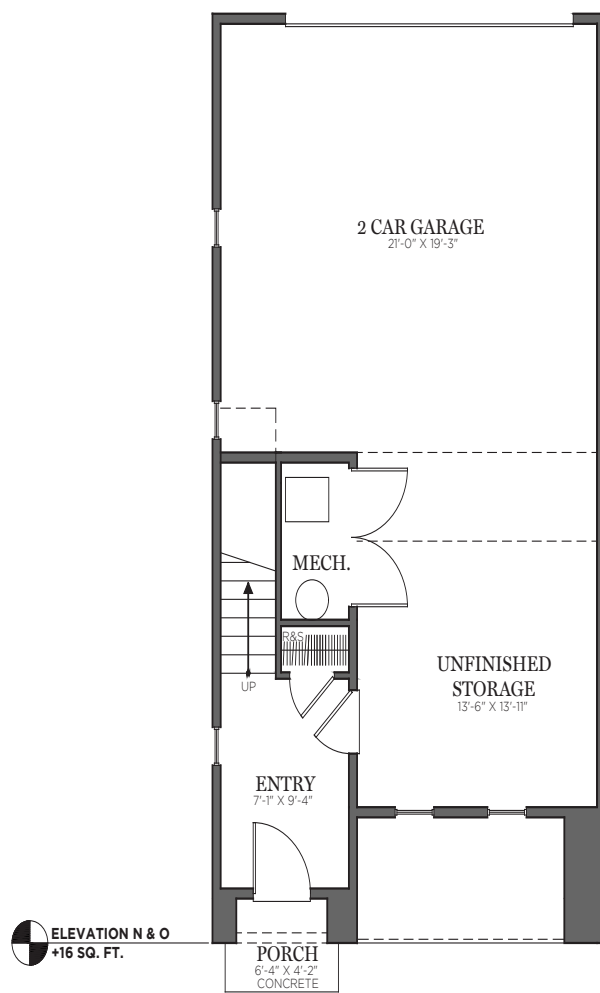 2 CAR GARAGE
21'-0" X 19'-3"
MECH.
R&S
UP
UNFINISHED
STORAGE
13'-6" X 13'-11"
ENTRY
7'-1" X 9'-4"
ELEVATION N & O
+16 SQ. FT.
PORCH
6'-4" X 4'-2"
CONCRETE